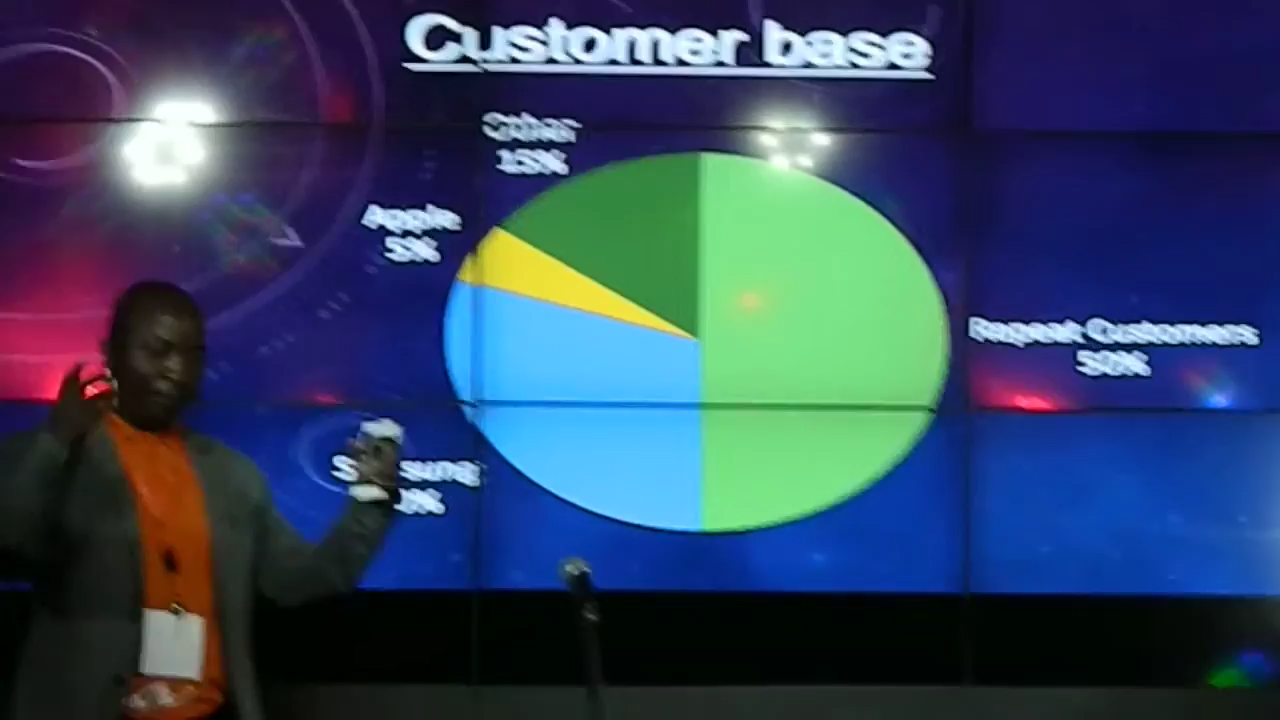 Customer base
Other
15%
Apple
5%
Repeat Customers
50%